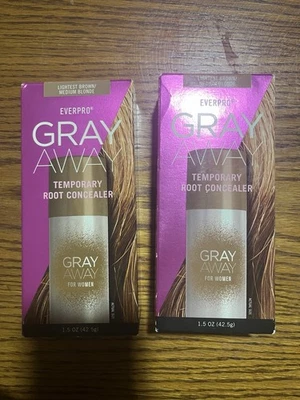 LIGHTEST BROWN/
MEDIUM BLONDE
EVERPRO®
GRAY
AWAY
TEMPORARY
ROOT CONCEALER
GRAY
AWAY
FOR WOMEN
1.5 OZ (42.5g)
EVERPRO®
GRAY
AWAY
TEMPORARY
ROOT CONCEALER
GRAY
AWAY
FOR WOMEN
1.5 OZ (42.5g)